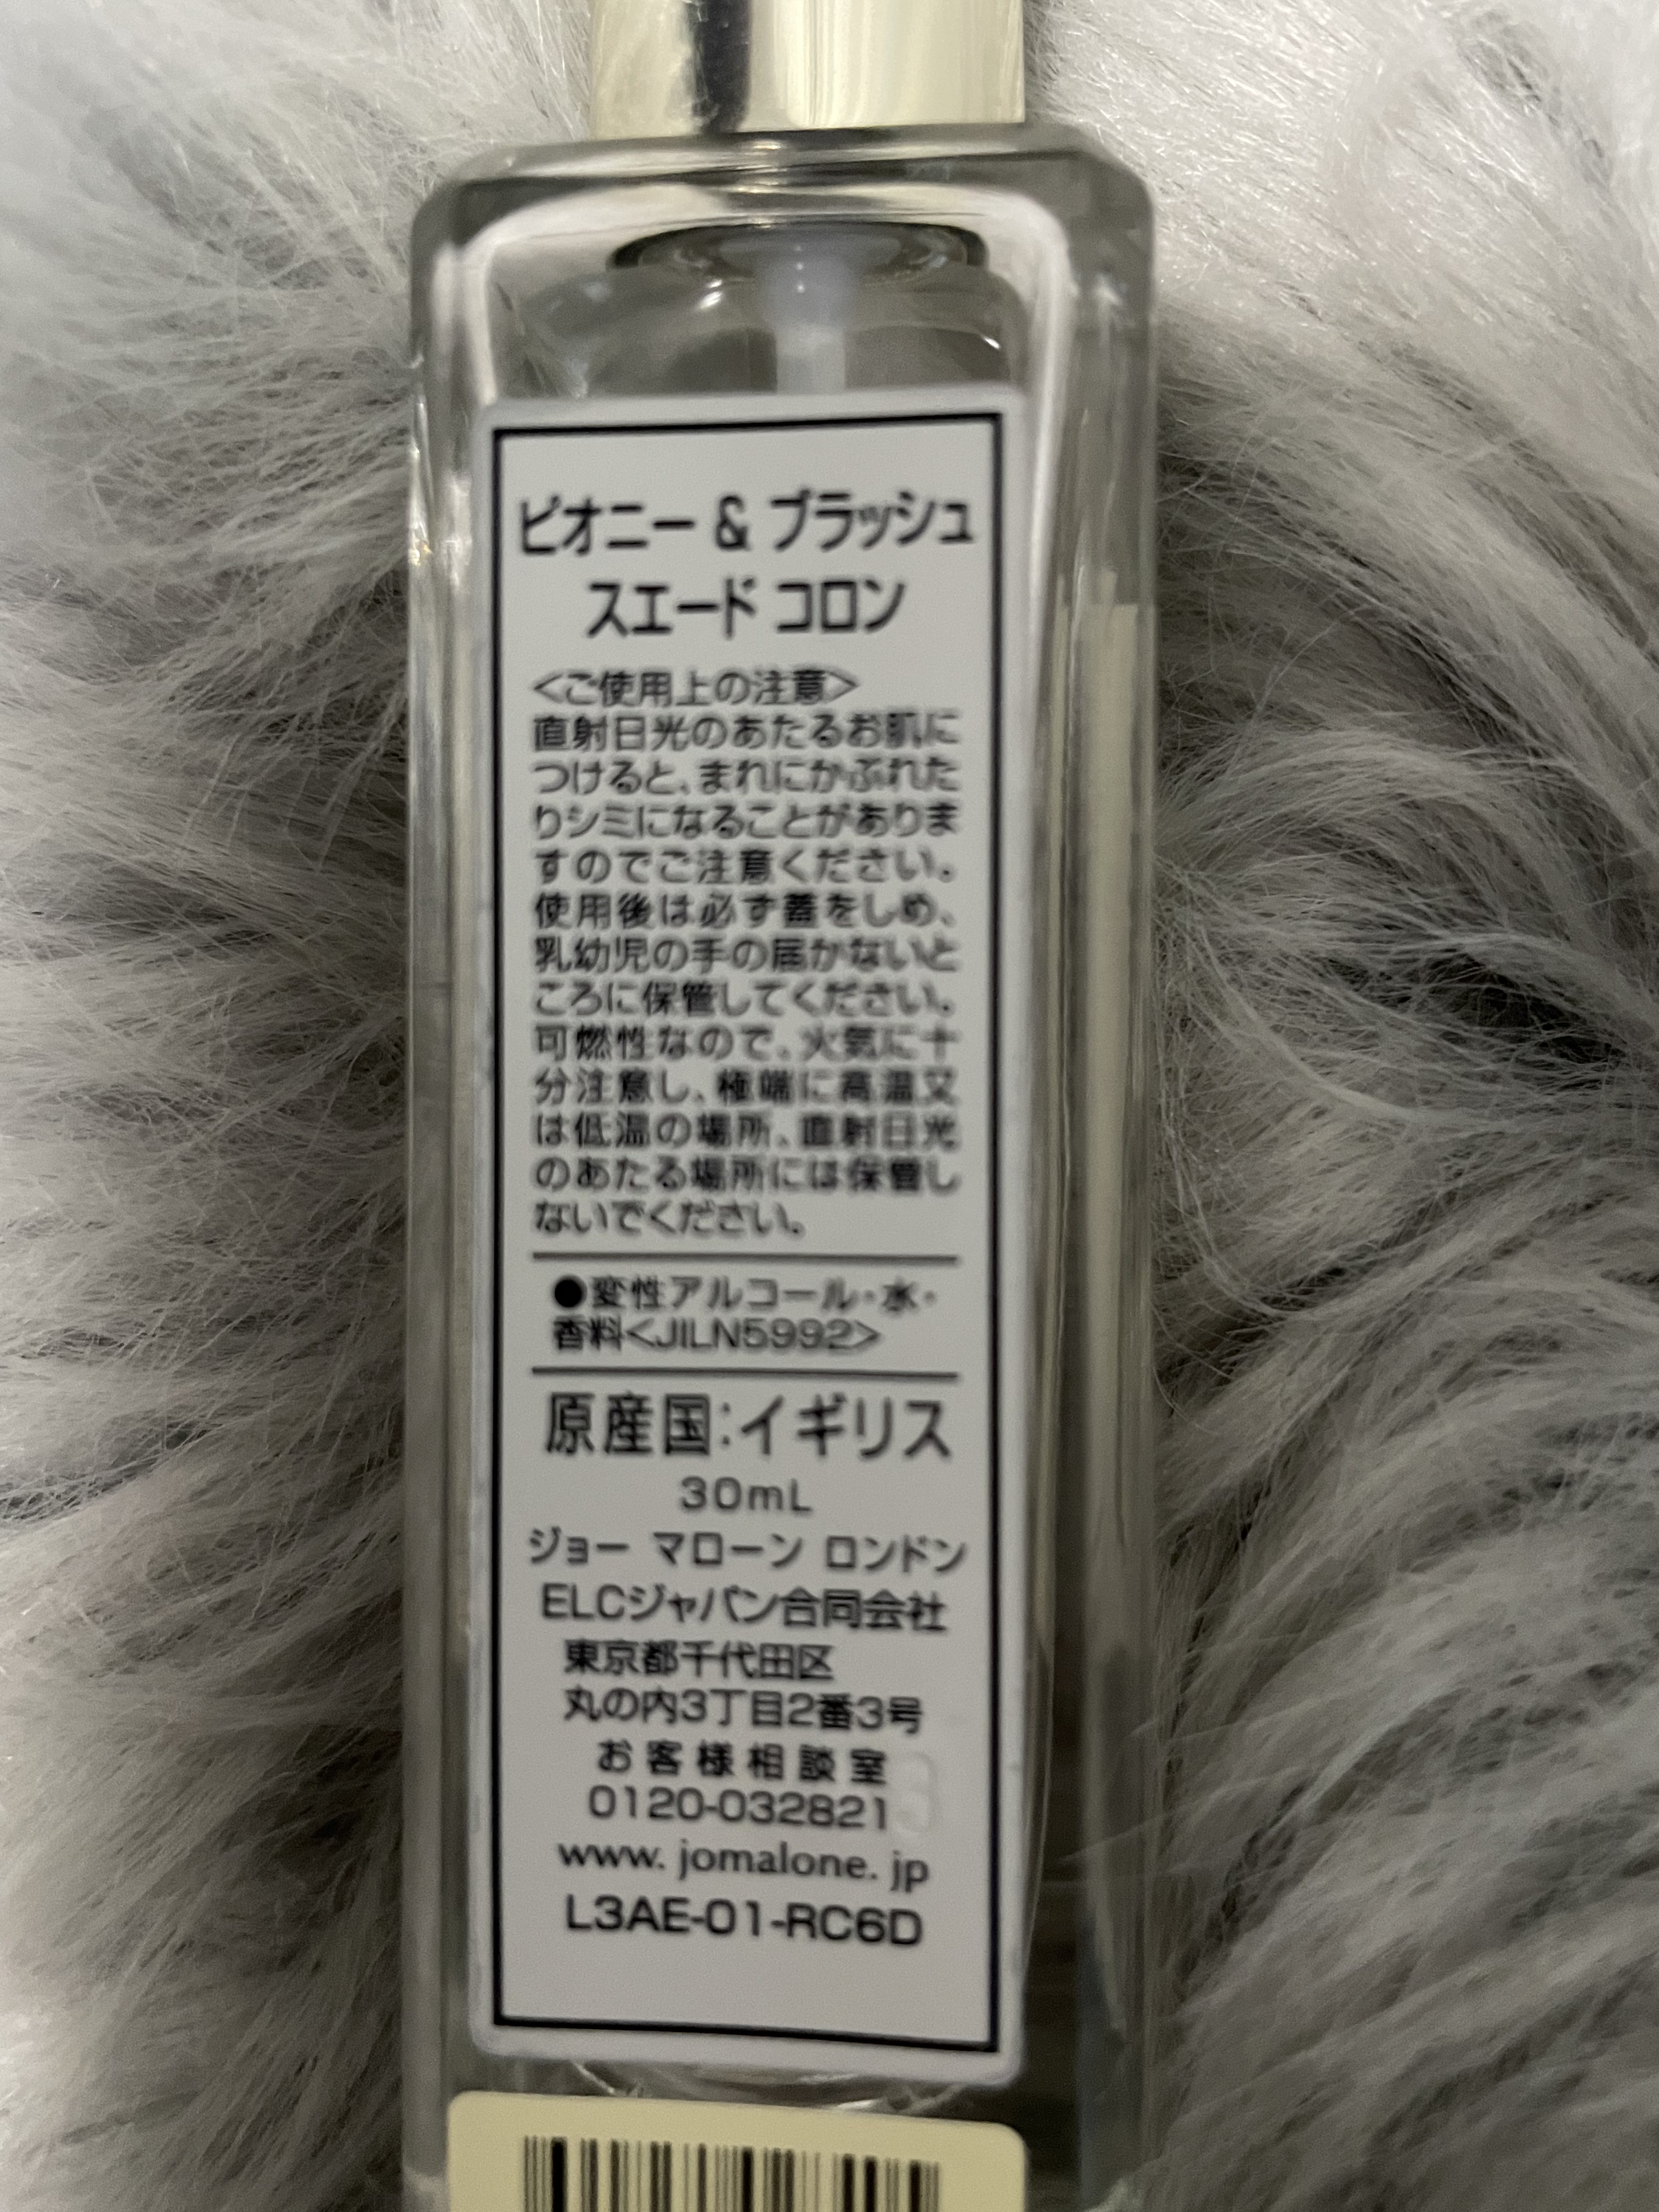 ピオニー & ブラッシュ
スエード コロン
<ご使用上の注意>
直射日光のあたるお肌に
つけると、まれにかぶれた
りシミになることがありま
すのでご注意ください。
使用後は必ず蓋をしめ、
乳幼児の手の届かないと
ころに保管してください。
可燃性なので、火気に十
分注意し、極端に高温又
は低温の場所、直射日光
のあたる場所には保管し
ないでください。
●変性アルコール・水・
香料<JILN5992>
原産国:イギリス
30mL
ジョー マローン ロンドン
ELCジャパン合同会社
東京都千代田区
丸の内3丁目2番3号
お客様相談室
0120-032821
www. jomalone. jp
L3AE-01-RC6D